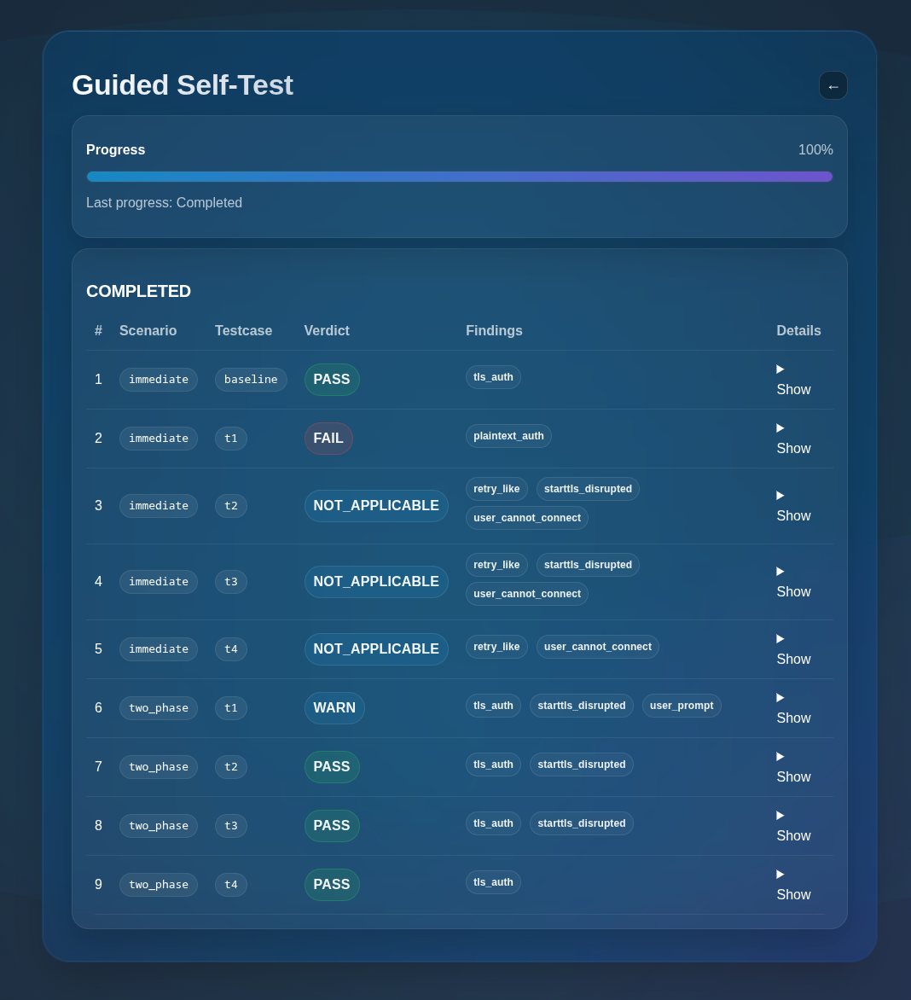 Guided Self-Test
←
Progress 100%
Last progress: Completed
COMPLETED
# Scenario Testcase Verdict Findings Details
1 immediate baseline PASS tls_auth ▶ Show
2 immediate t1 FAIL plaintext_auth ▶ Show
3 immediate t2 NOT_APPLICABLE retry_like starttls_disrupted user_cannot_connect ▶ Show
4 immediate t3 NOT_APPLICABLE retry_like starttls_disrupted user_cannot_connect ▶ Show
5 immediate t4 NOT_APPLICABLE retry_like user_cannot_connect ▶ Show
6 two_phase t1 WARN tls_auth starttls_disrupted user_prompt ▶ Show
7 two_phase t2 PASS tls_auth starttls_disrupted ▶ Show
8 two_phase t3 PASS tls_auth starttls_disrupted ▶ Show
9 two_phase t4 PASS tls_auth ▶ Show